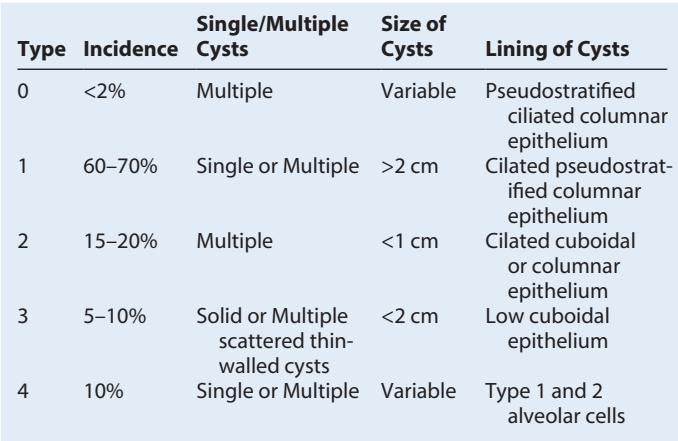 Single/Multiple Size of
Type Incidence Cysts Cysts Lining of Cysts
0 <2% Multiple Variable Pseudostratified
ciliated columnar
epithelium
1 60–70% Single or Multiple >2 cm Cilated pseudostrat-
ified columnar
epithelium
2 15–20% Multiple <1 cm Cilated cuboidal
or columnar
epithelium
3 5–10% Solid or Multiple <2 cm Low cuboidal
scattered thin- epithelium
walled cysts
4 10% Single or Multiple Variable Type 1 and 2
alveolar cells